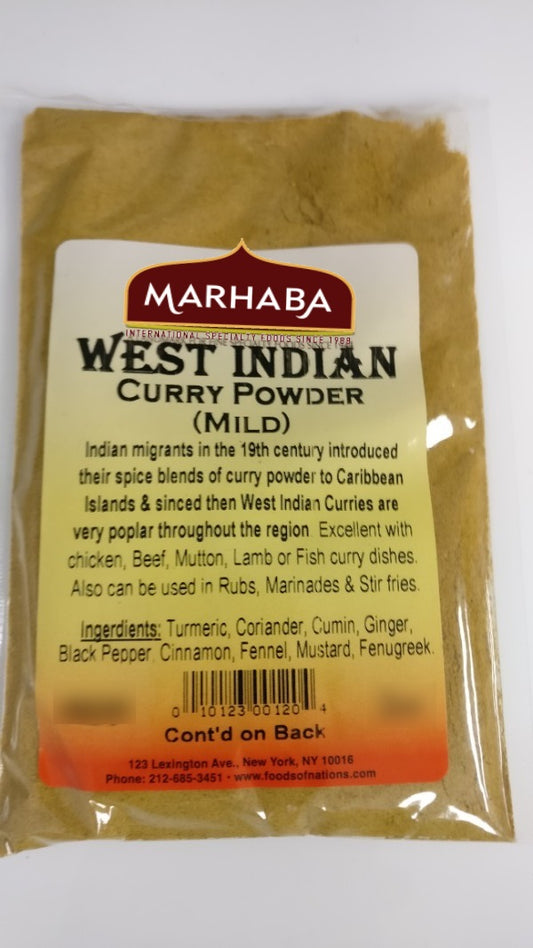 MARHABA
INTERNATIONAL SPECIALTY FOODS SINCE 1988
WEST INDIAN
CURRY POWDER
(MILD)
Indian migrants in the 19th century introduced
their spice blends of curry powder to Caribbean
Islands & sinced then West Indian Curries are
very poplar throughout the region. Excellent with
chicken, Beef, Mutton, Lamb or Fish curry dishes.
Also can be used in Rubs, Marinades & Stir fries.
Ingerdients: Turmeric, Coriander, Cumin, Ginger,
Black Pepper, Cinnamon, Fennel, Mustard, Fenugreek.
0 10123 00120 4
Cont'd on Back
123 Lexington Ave., New York, NY 10016
Phone: 212-685-3451 - www.foodsofnations.com